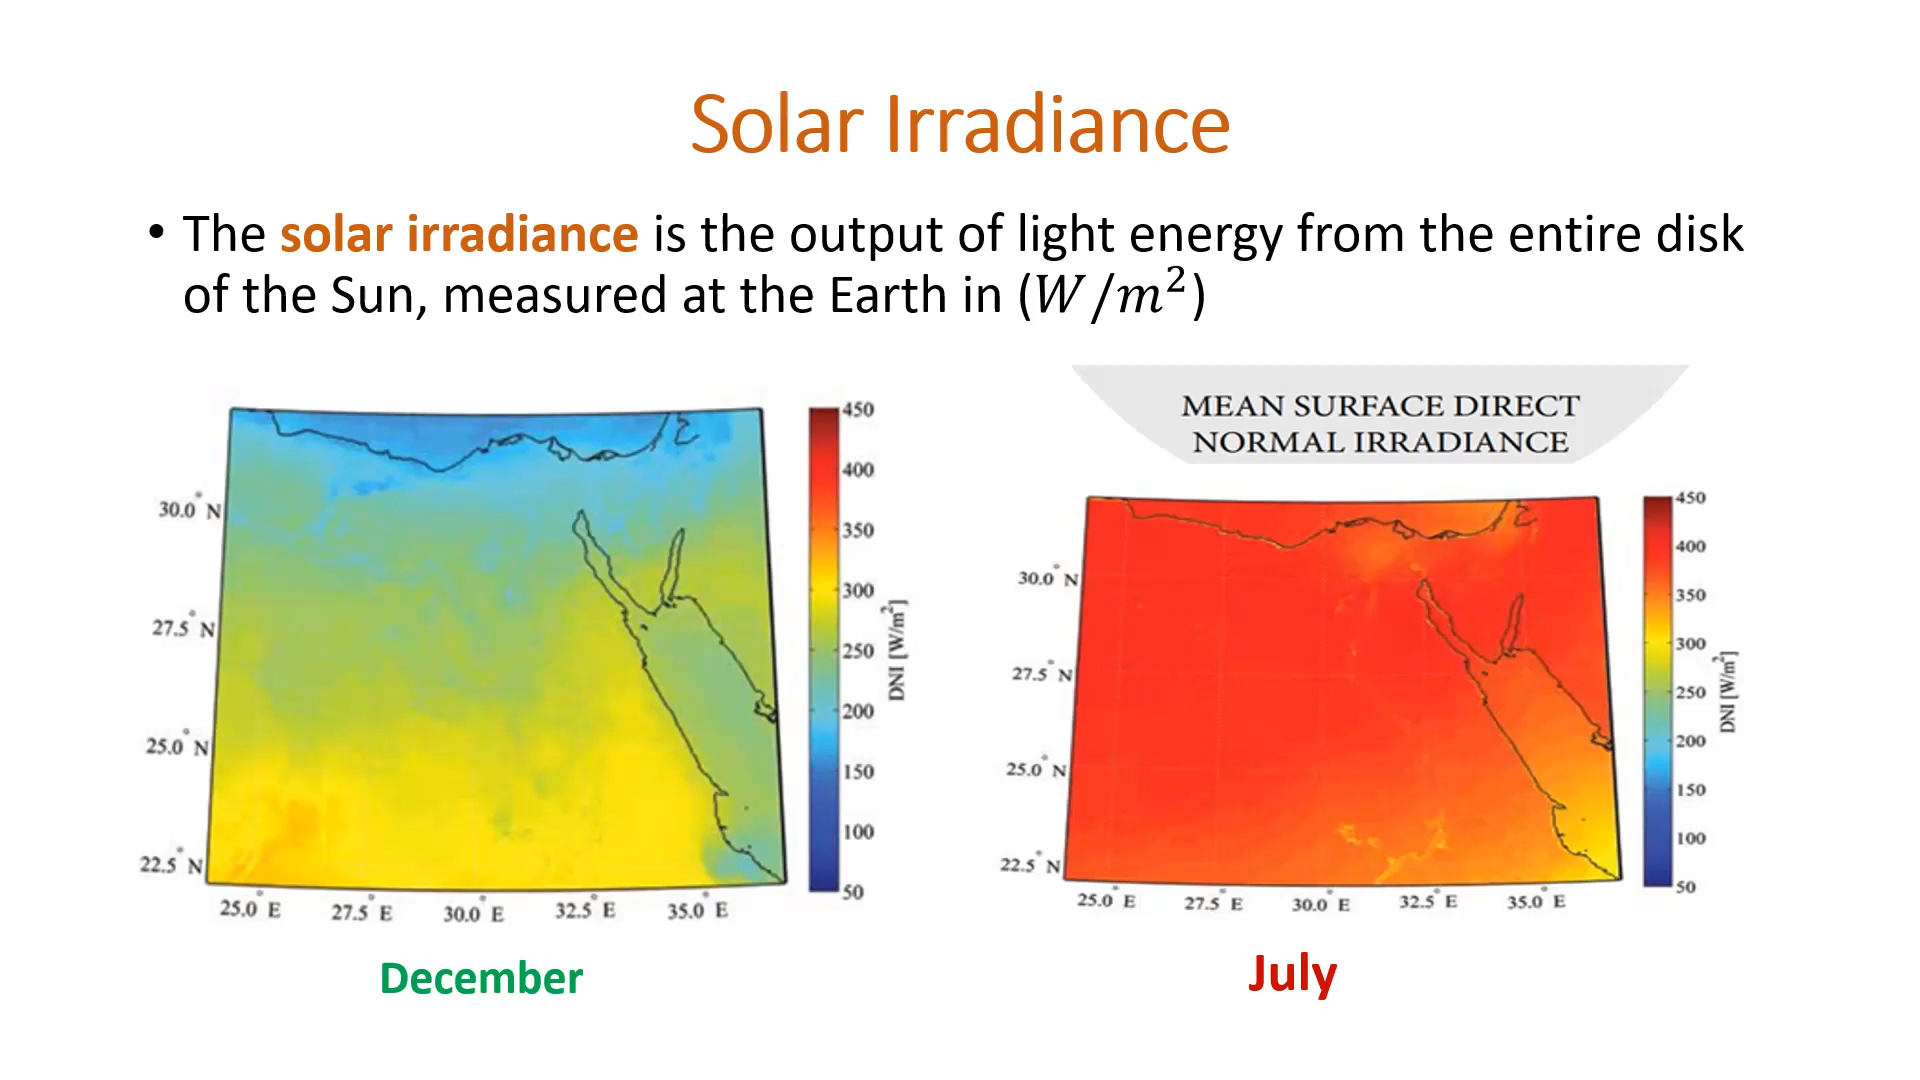 Solar Irradiance
• The solar irradiance is the output of light energy from the entire disk
of the Sun, measured at the Earth in (W/m²)
450
400
350
300
250
200
150
100
50
DNI [W/m²]
30.0° N
27.5° N
25.0° N
22.5° N
25.0° E
27.5° E
30.0° E
32.5° E
35.0° E
December
MEAN SURFACE DIRECT
NORMAL IRRADIANCE
450
400
350
300
250
200
150
100
50
DNI [W/m²]
30.0° N
27.5° N
25.0° N
22.5° N
25.0° E
27.5° E
30.0° E
32.5° E
35.0° E
July